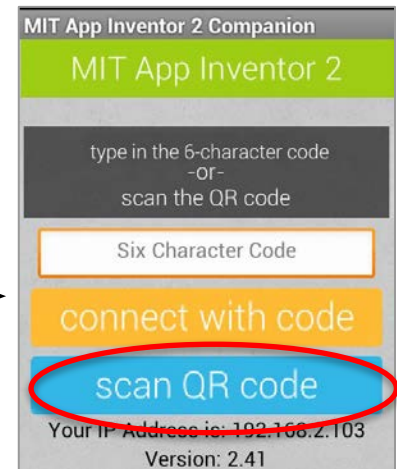 MIT App Inventor 2 Companion
MIT App Inventor 2
type in the 6-character code
-or-
scan the QR code
Six Character Code
connect with code
scan QR code
Your IP Address is: 192.168.2.103
Version: 2.41